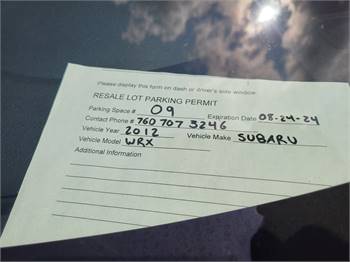 Please display this form on dash or driver's side window
RESALE LOT PARKING PERMIT
Parking Space # 09 Expiration Date 08-24-24
Contact Phone # 760 707 3246
Vehicle Year 2012 Vehicle Make SUBARU
Vehicle Model WRX
Additional Information